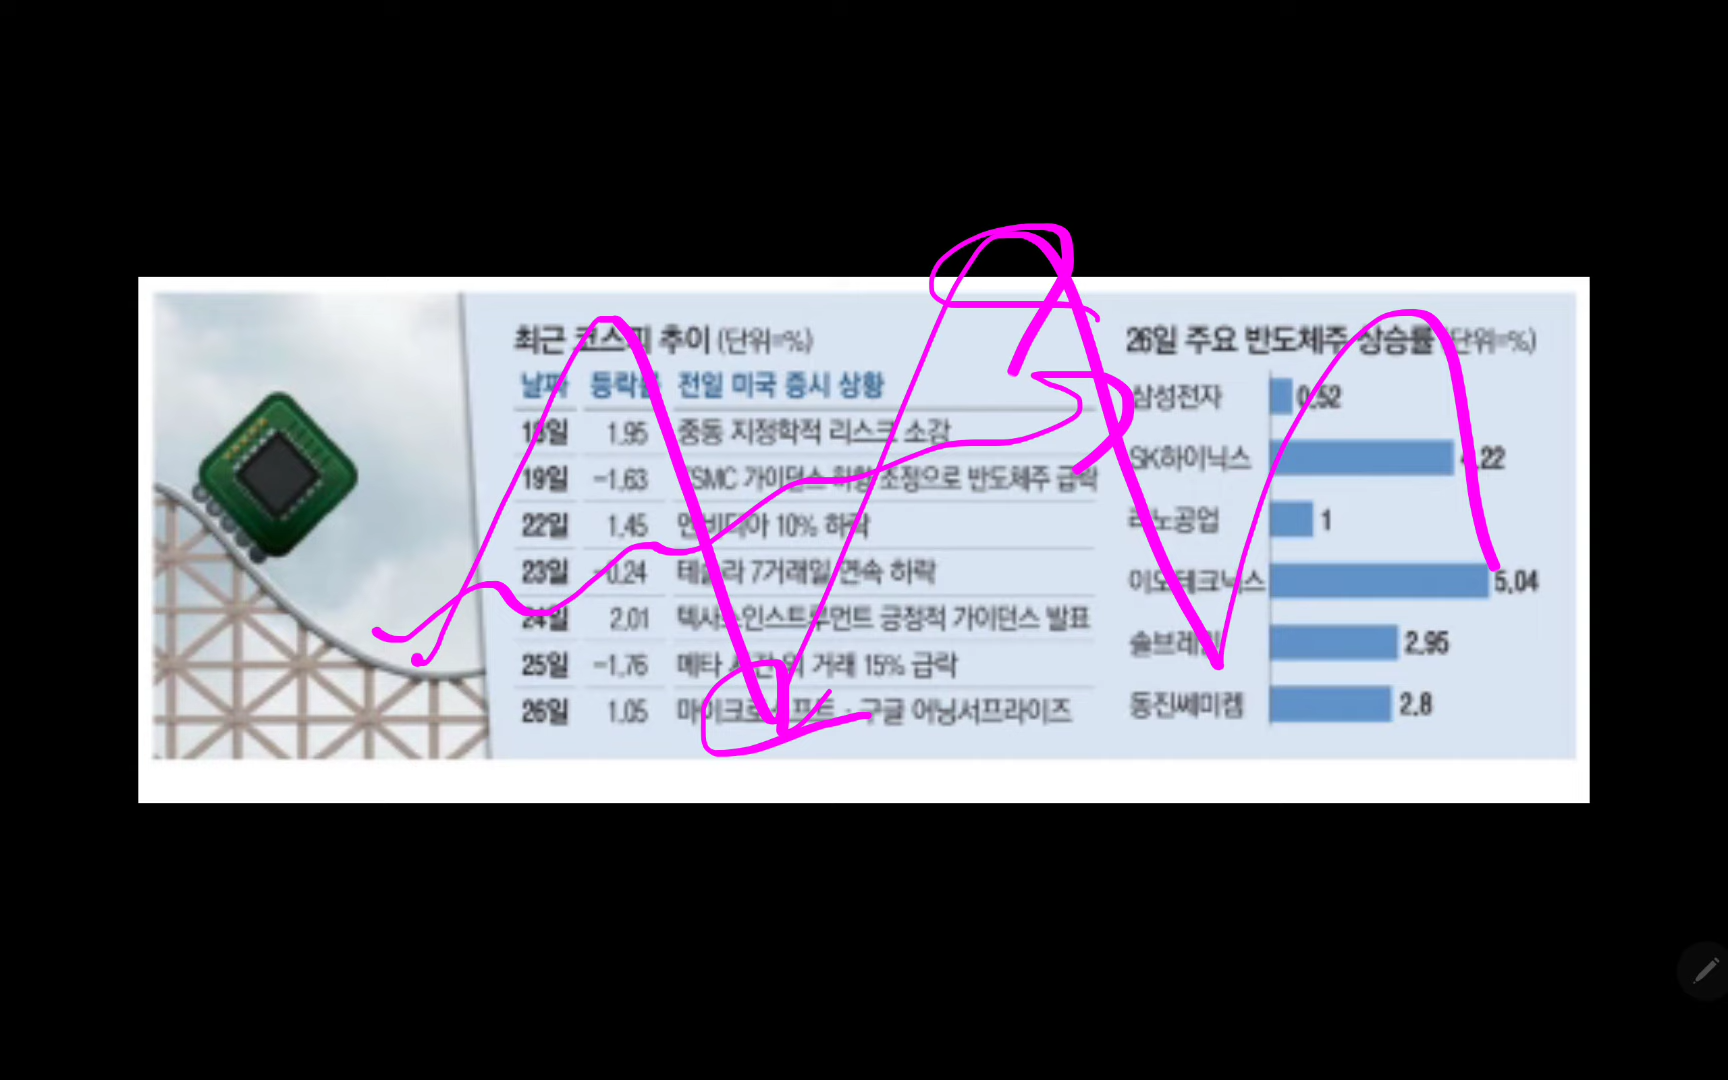 최근 코스피 추이 (단위=%)
날짜 등락률 전일 미국 증시 상황
18일 1.95 중동 지정학적 리스크 소강
19일 -1.63 TSMC 가이던스 하향 조정으로 반도체주 급락
22일 1.45 엔비디아 10% 하락
23일 -0.24 테슬라 7거래일 연속 하락
24일 2.01 텍사스인스트루먼트 긍정적 가이던스 발표
25일 -1.76 메타 시간 외 거래 15% 급락
26일 1.05 마이크로소프트·구글 어닝서프라이즈
26일 주요 반도체주 상승률 (단위=%)
삼성전자 0.52
SK하이닉스 4.22
리노공업 1
이오테크닉스 5.04
솔브레인 2.95
동진쎄미켐 2.8